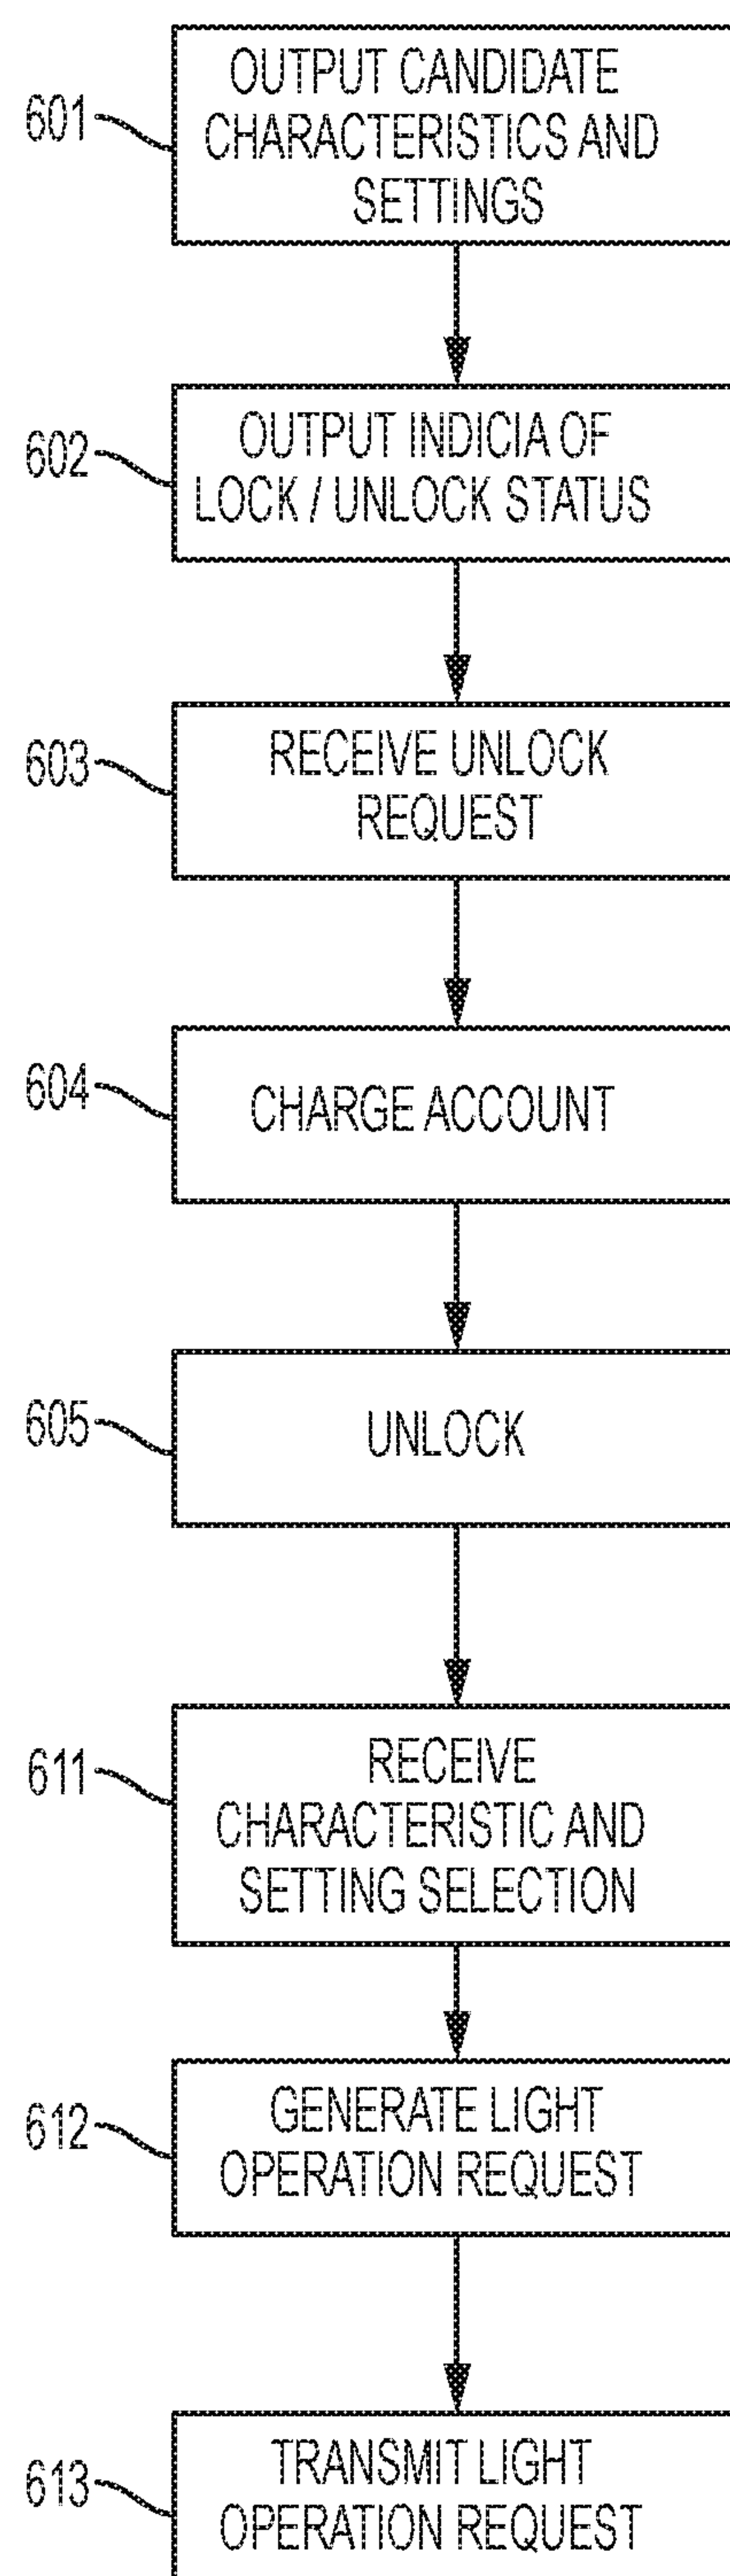 601
OUTPUT CANDIDATE
CHARACTERISTICS AND
SETTINGS
602
OUTPUT INDICIA OF
LOCK / UNLOCK STATUS
603
RECEIVE UNLOCK
REQUEST
604
CHARGE ACCOUNT
605
UNLOCK
611
RECEIVE
CHARACTERISTIC AND
SETTING SELECTION
612
GENERATE LIGHT
OPERATION REQUEST
613
TRANSMIT LIGHT
OPERATION REQUEST